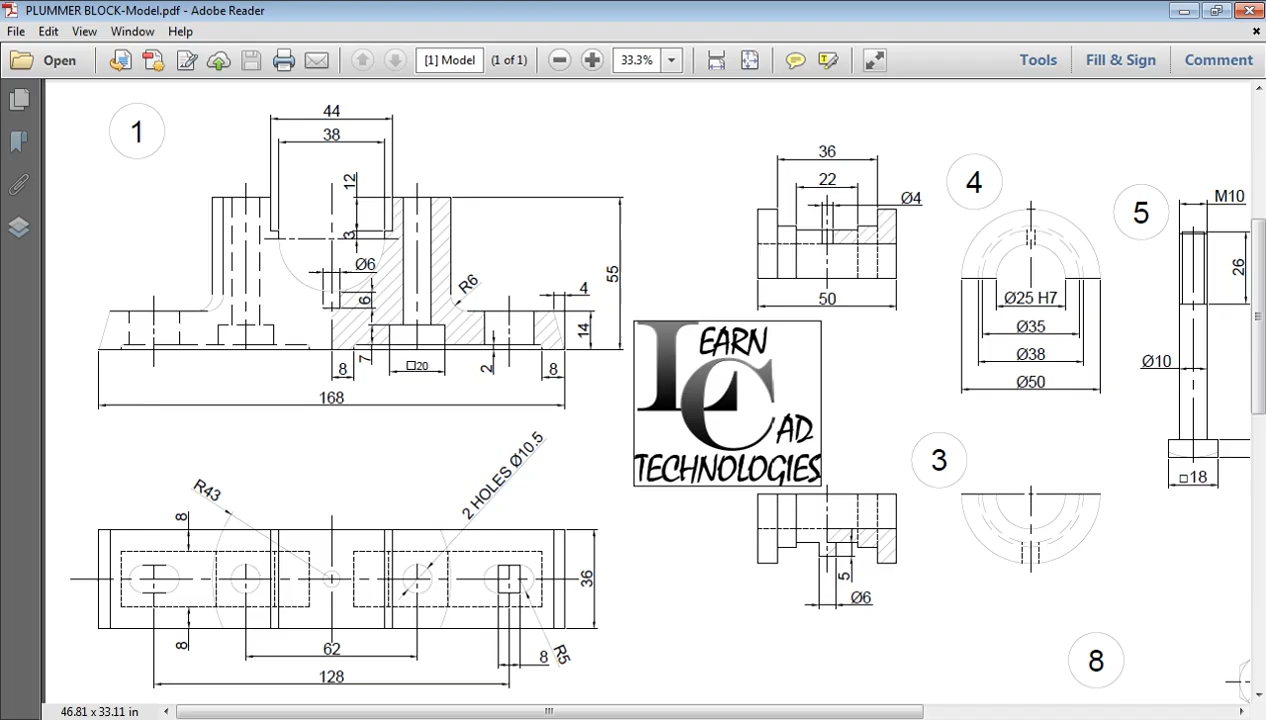 PLUMMER BLOCK-Model.pdf - Adobe Reader
File Edit View Window Help
Open [1] Model (1 of 1) 33.3% Tools Fill & Sign Comment
1
44
38
12
3
Ø6
6
R6
55
4
14
7
8
□20
2
8
168
36
22
Ø4
50
4
Ø25 H7
Ø35
Ø38
Ø50
5
M10
26
Ø10
□18
LEARN
CAD
TECHNOLOGIES
3
5
Ø6
8
R43
2 HOLES Ø10.5
8
36
8
62
8
R5
128
46.81 x 33.11 in